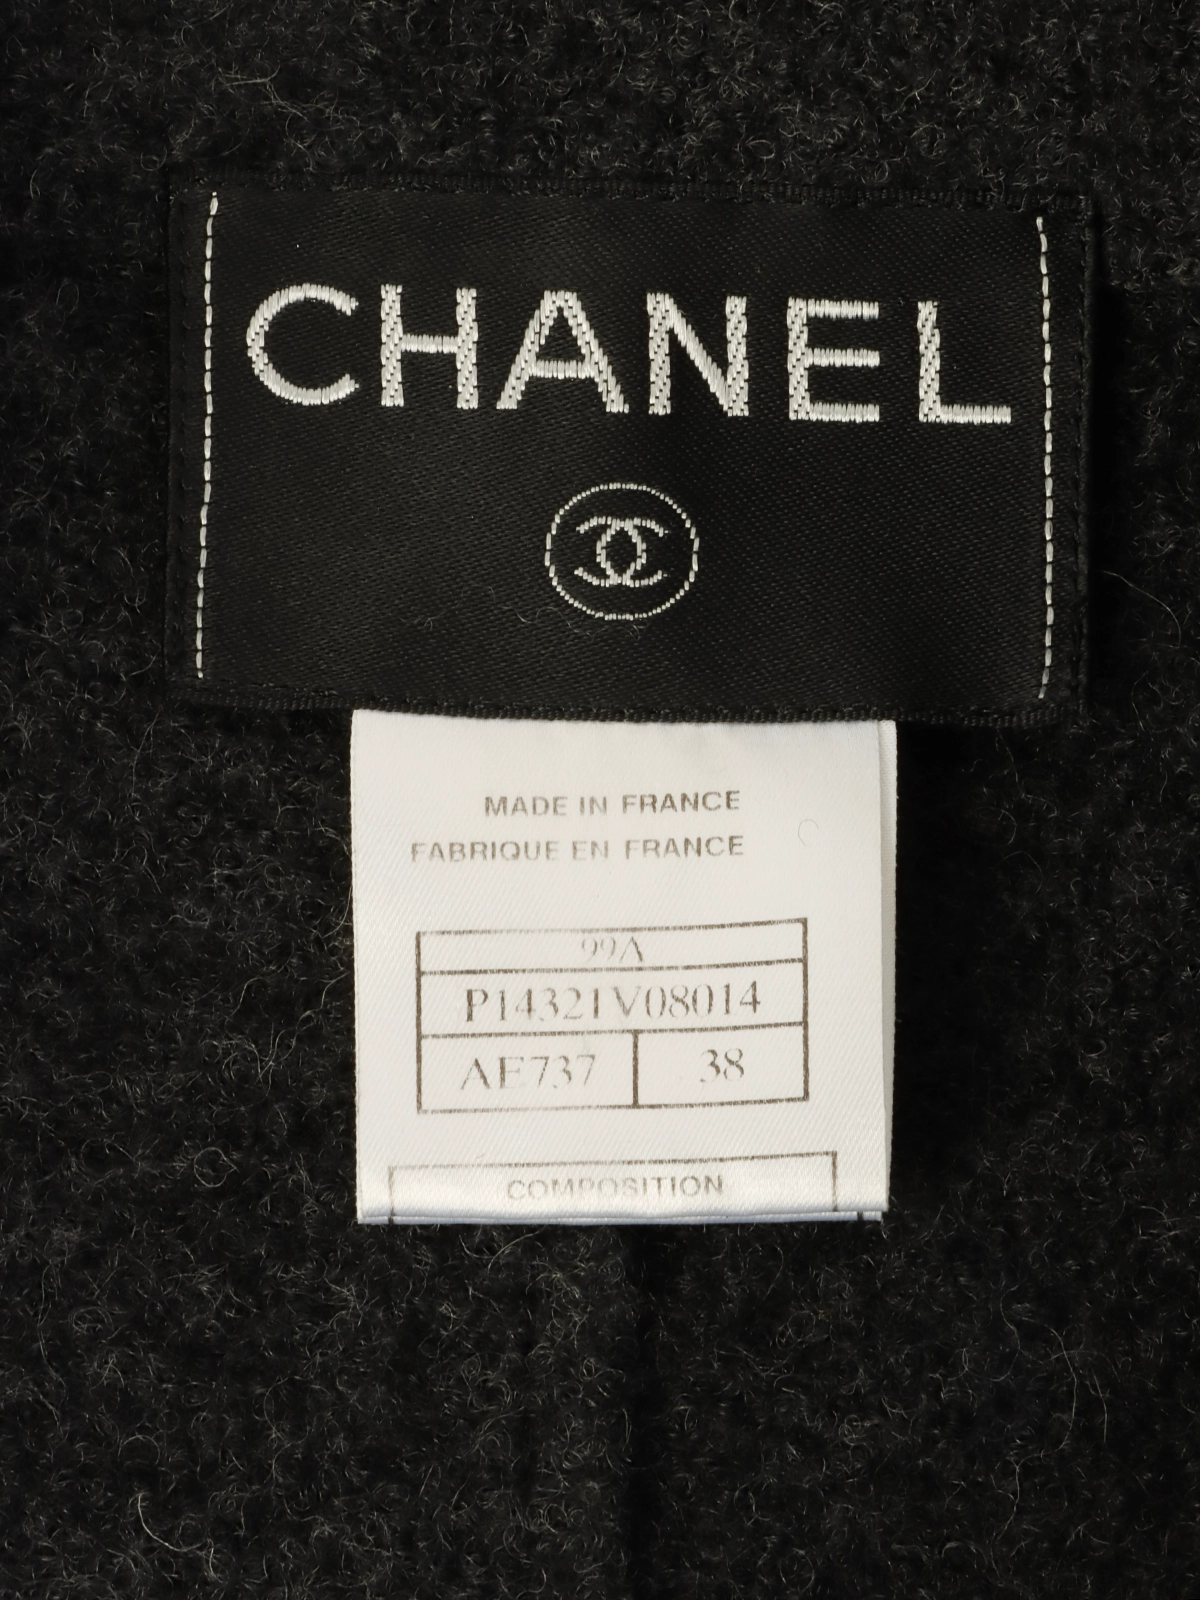 CHANEL
MADE IN FRANCE
FABRIQUE EN FRANCE
99A
P14321V08014
AE737 38
COMPOSITION